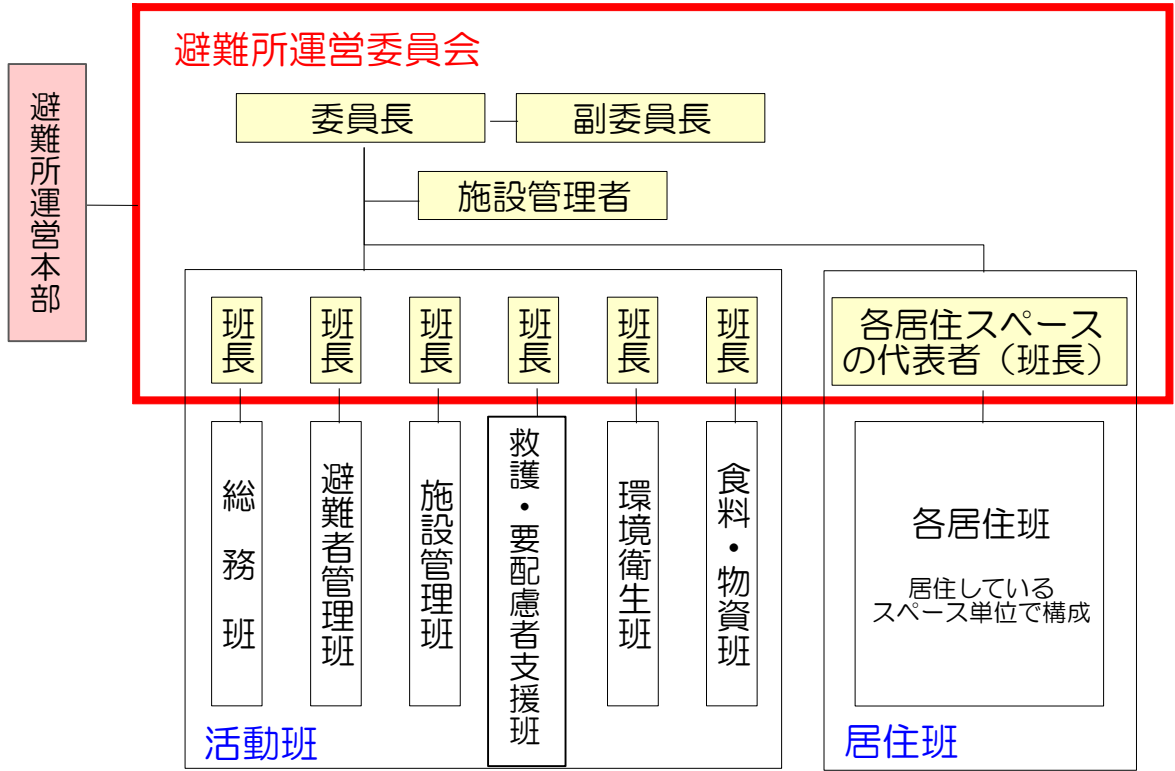 避難所運営委員会
避難所運営本部
委員長
副委員長
施設管理者
班長
班長
班長
班長
班長
班長
各居住スペース
の代表者（班長）
総務班
避難者管理班
施設管理班
救護・要配慮者支援班
環境衛生班
食料・物資班
各居住班
居住している
スペース単位で構成
活動班
居住班